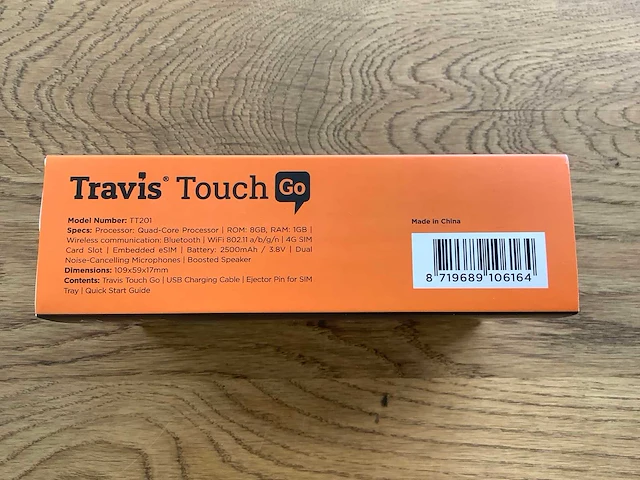 Travis® Touch Go
Model Number: TT201
Specs: Processor: Quad-Core Processor | ROM: 8GB, RAM: 1GB |
Wireless communication: Bluetooth | WiFi 802.11 a/b/g/n | 4G SIM
Card Slot | Embedded eSIM | Battery: 2500mAh / 3.8V | Dual
Noise-Cancelling Microphones | Boosted Speaker
Dimensions: 109x59x17mm
Contents: Travis Touch Go | USB Charging Cable | Ejector Pin for SIM
Tray | Quick Start Guide
Made in China
8 719689 106164